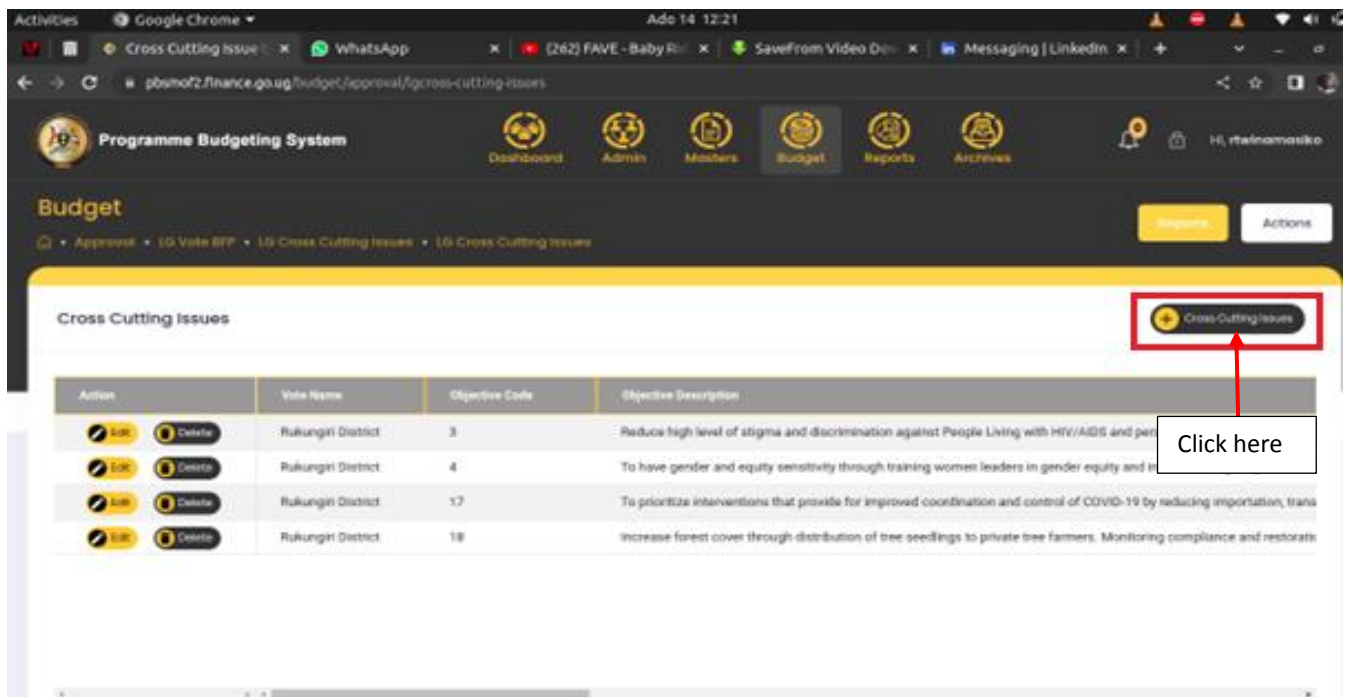 Activities Google Chrome Ado 14 12:21
Cross Cutting Issue WhatsApp (262) FAVE - Baby SaveFrom Video Messaging | LinkedIn
pbsmof2.finance.go.ug/budget/approval/lgcross-cutting-issues
Programme Budgeting System Dashboard Admin Masters Budget Reports Archives 0 Hi, rtwinamasiko
Budget
Reports Actions
Approval • LG Vote BFP • LG Cross Cutting Issues • LG Cross Cutting Issues
Cross Cutting Issues Cross Cutting Issues
Action Vote Name Objective Code Objective Description
Edit Delete Rukungiri District 3 Reduce high level of stigma and discrimination against People Living with HIV/AIDS and
Click here
Edit Delete Rukungiri District 4 To have gender and equity sensitivity through training women leaders in gender equity and
Edit Delete Rukungiri District 17 To prioritize interventions that provide for improved coordination and control of COVID-19 by reducing importation, trans
Edit Delete Rukungiri District 18 Increase forest cover through distribution of tree seedlings to private tree farmers. Monitoring compliance and restoratio